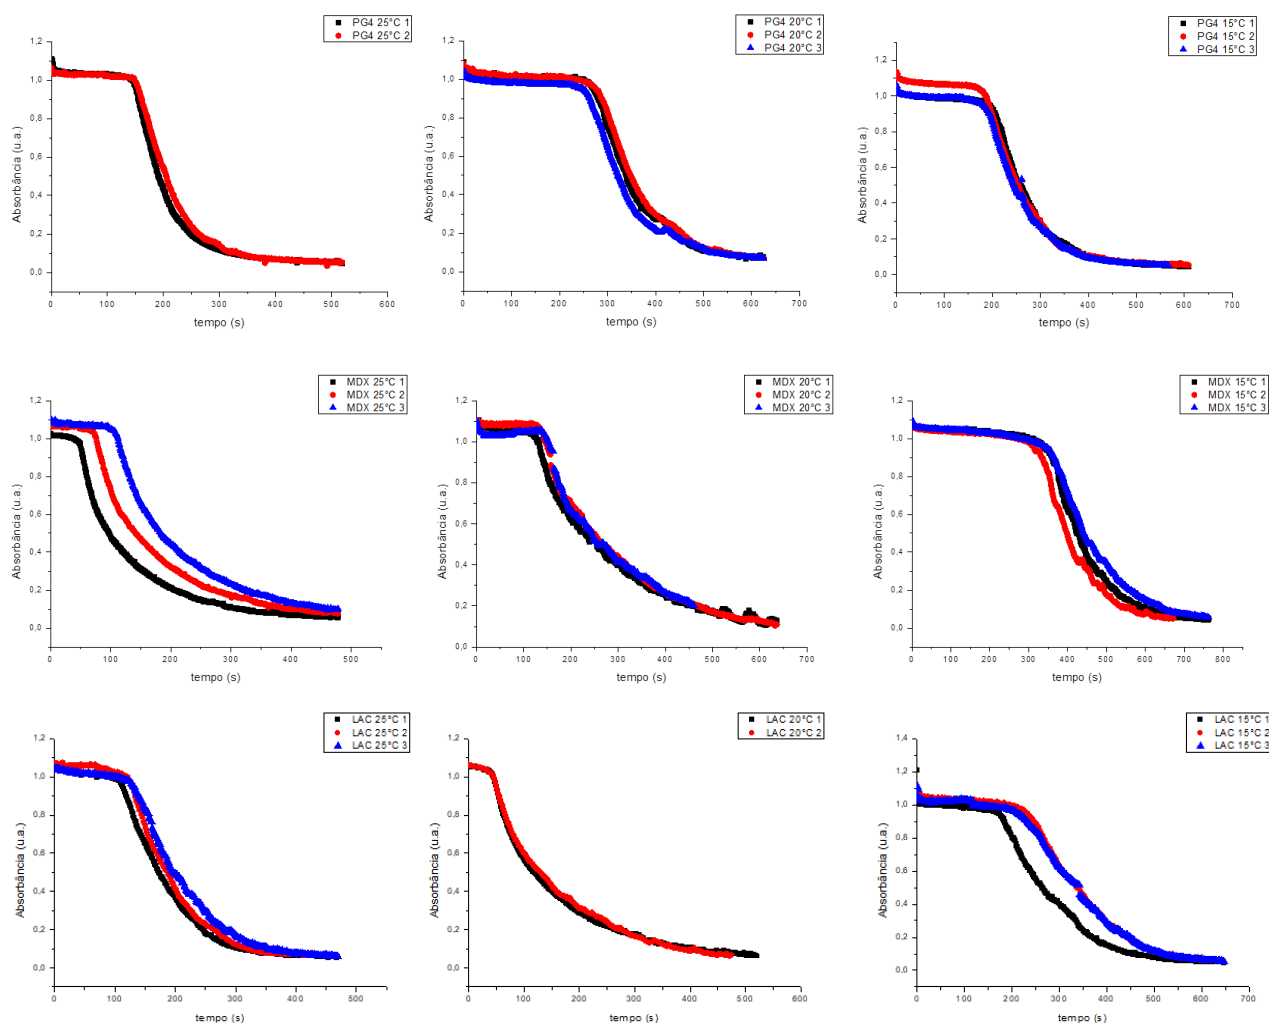 PG4 25°C 1
PG4 25°C 2
1,2
1,0
0,8
0,6
0,4
0,2
0,0
Absorbância (u.a.)
0 100 200 300 400 500 600
tempo (s)
PG4 20°C 1
PG4 20°C 2
PG4 20°C 3
1,2
1,0
0,8
0,6
0,4
0,2
0,0
Absorbância (u.a.)
0 100 200 300 400 500 600 700
tempo (s)
PG4 15°C 1
PG4 15°C 2
PG4 15°C 3
1,2
1,0
0,8
0,6
0,4
0,2
0,0
Absorbância (u.a.)
0 100 200 300 400 500 600 700
tempo (s)
MDX 25°C 1
MDX 25°C 2
MDX 25°C 3
1,2
1,0
0,8
0,6
0,4
0,2
0,0
Absorbância (u.a.)
0 100 200 300 400 500
tempo (s)
MDX 20°C 1
MDX 20°C 2
MDX 20°C 3
1,2
1,0
0,8
0,6
0,4
0,2
0,0
Absorbância (u.a.)
0 100 200 300 400 500 600 700
tempo (s)
MDX 15°C 1
MDX 15°C 2
MDX 15°C 3
1,2
1,0
0,8
0,6
0,4
0,2
0,0
Absorbância (u.a.)
0 100 200 300 400 500 600 700 800
tempo (s)
LAC 25°C 1
LAC 25°C 2
LAC 25°C 3
1,2
1,0
0,8
0,6
0,4
0,2
0,0
Absorbância (u.a.)
0 100 200 300 400 500
tempo (s)
LAC 20°C 1
LAC 20°C 2
1,2
1,0
0,8
0,6
0,4
0,2
0,0
Absorbância (u.a.)
0 100 200 300 400 500 600
tempo (s)
LAC 15°C 1
LAC 15°C 2
LAC 15°C 3
1,4
1,2
1,0
0,8
0,6
0,4
0,2
0,0
Absorbância (u.a.)
0 100 200 300 400 500 600 700
tempo (s)